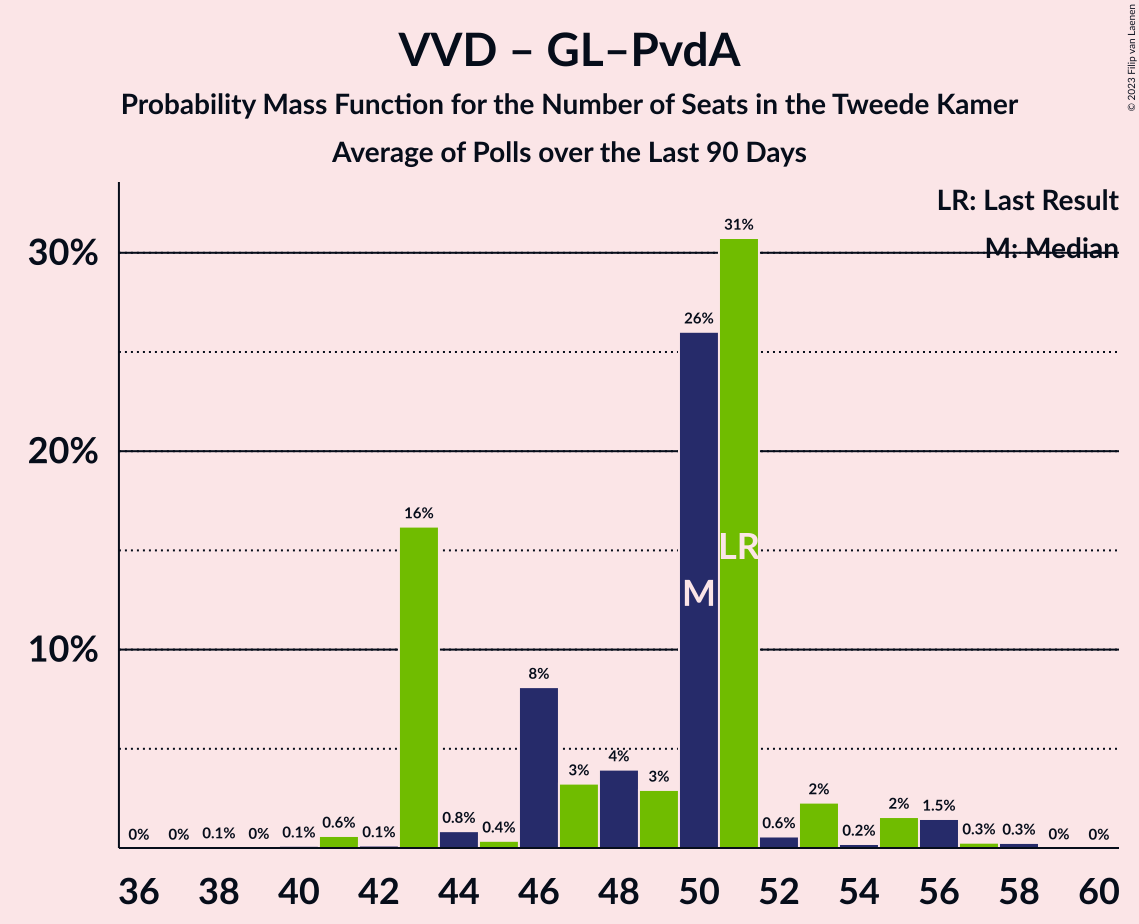 VVD – GL–PvdA
Probability Mass Function for the Number of Seats in the Tweede Kamer
Average of Polls over the Last 90 Days
© 2023 Filip van Laenen
LR: Last Result
M: Median
30%
20%
10%
0% 0% 0.1% 0% 0.1% 0.6% 0.1% 16% 0.8% 0.4% 8% 3% 4% 3% 26% 31% 0.6% 2% 0.2% 2% 1.5% 0.3% 0.3% 0% 0%
LR
M
36 38 40 42 44 46 48 50 52 54 56 58 60